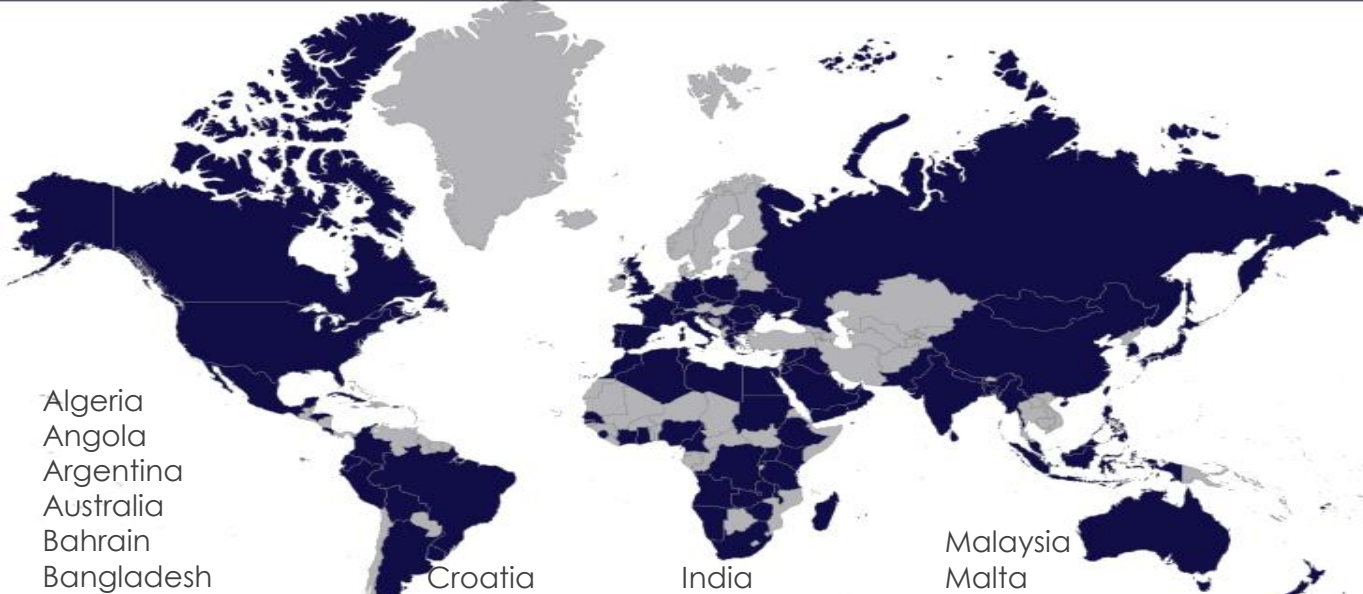 Algeria
Angola
Argentina
Australia
Bahrain
Bangladesh
Croatia
India
Malaysia
Malta